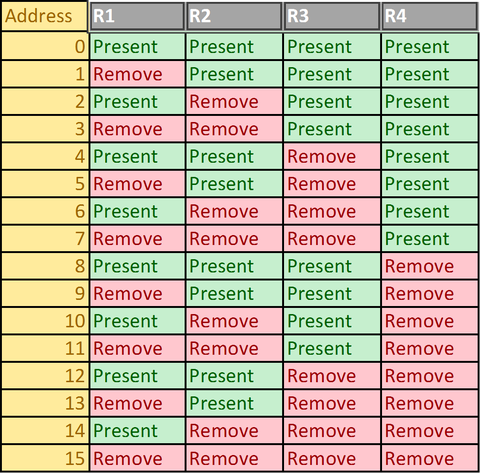 Address R1 R2 R3 R4
0 Present Present Present Present
1 Remove Present Present Present
2 Present Remove Present Present
3 Remove Remove Present Present
4 Present Present Remove Present
5 Remove Present Remove Present
6 Present Remove Remove Present
7 Remove Remove Remove Present
8 Present Present Present Remove
9 Remove Present Present Remove
10 Present Remove Present Remove
11 Remove Remove Present Remove
12 Present Present Remove Remove
13 Remove Present Remove Remove
14 Present Remove Remove Remove
15 Remove Remove Remove Remove